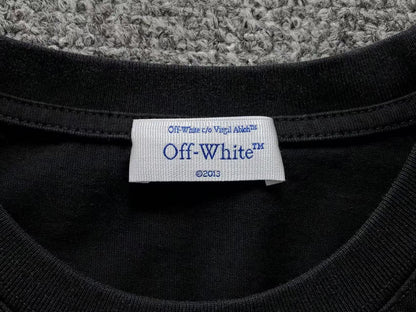 Off-White c/o Virgil Abloh™
Off-White™
©2013